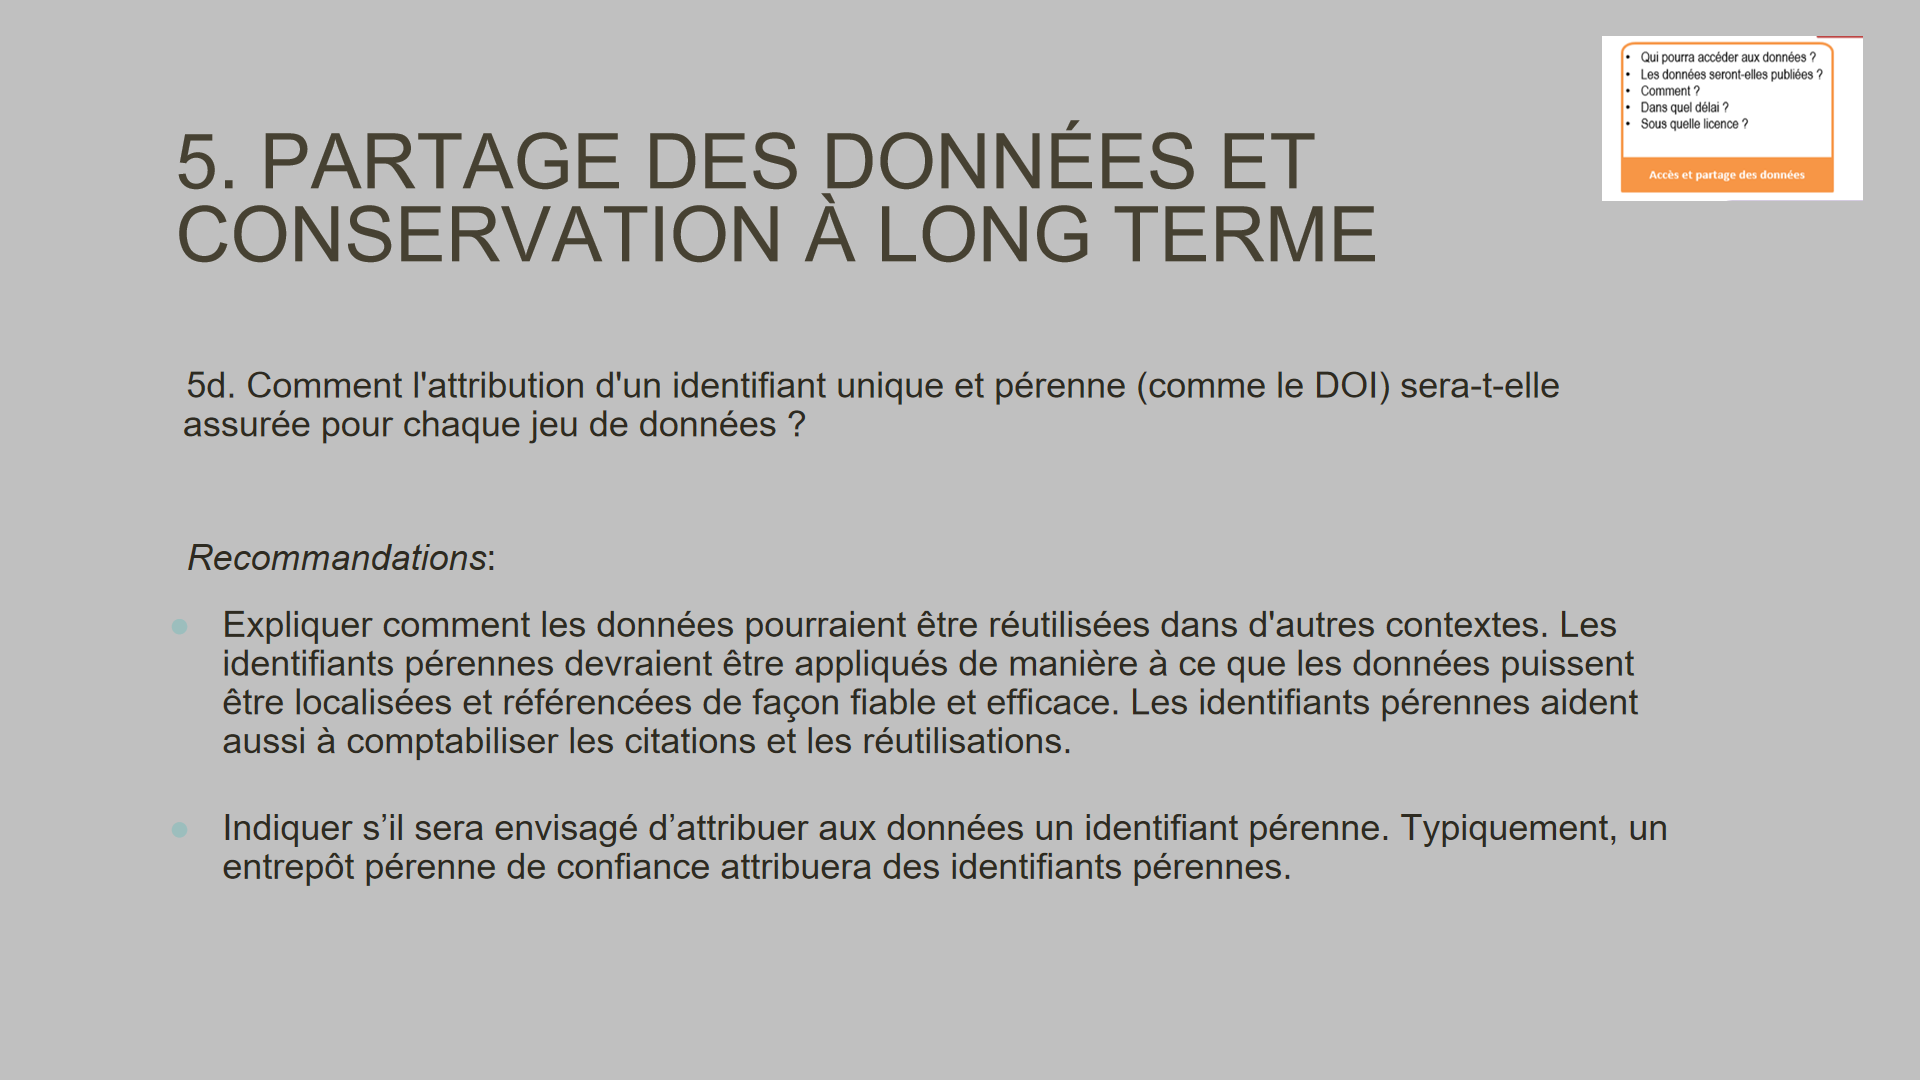 • Qui pourra accéder aux données ?
• Les données seront-elles publiées ?
• Comment ?
• Dans quel délai ?
• Sous quelle licence ?
Accès et partage des données
5. PARTAGE DES DONNÉES ET
CONSERVATION À LONG TERME
5d. Comment l'attribution d'un identifiant unique et pérenne (comme le DOI) sera-t-elle
assurée pour chaque jeu de données ?
Recommandations:
• Expliquer comment les données pourraient être réutilisées dans d'autres contextes. Les
identifiants pérennes devraient être appliqués de manière à ce que les données puissent
être localisées et référencées de façon fiable et efficace. Les identifiants pérennes aident
aussi à comptabiliser les citations et les réutilisations.
• Indiquer s’il sera envisagé d’attribuer aux données un identifiant pérenne. Typiquement, un
entrepôt pérenne de confiance attribuera des identifiants pérennes.